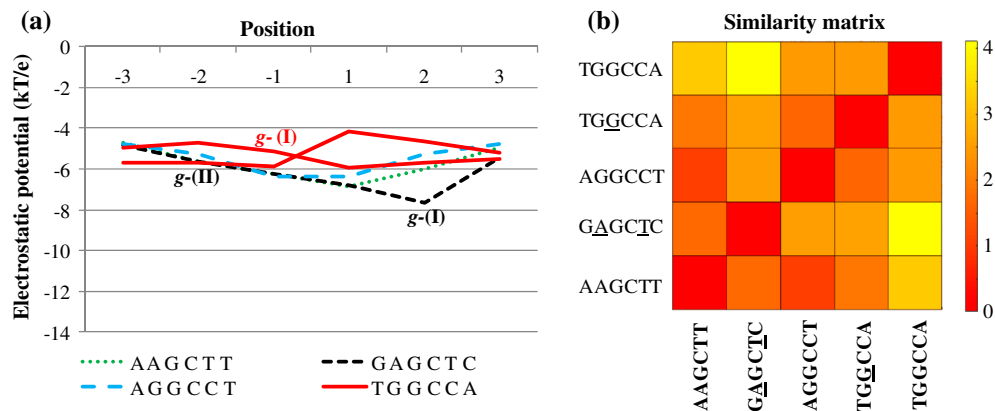 (a)
Position
Electrostatic potential (kT/e)
0
-2
-4
-6
-8
-10
-12
-14
-3 -2 -1 1 2 3
g- (I)
g-(II)
g-(I)
AAGCTT
GAGCTC
AGGCCT
TGGCCA
(b)
Similarity matrix
TGGCCA
TGGCCA
AGGCCT
GAGCTC
AAGCTT
AAGCTT
GAGCTC
AGGCCT
TGGCCA
TGGCCA
4
3
2
1
0